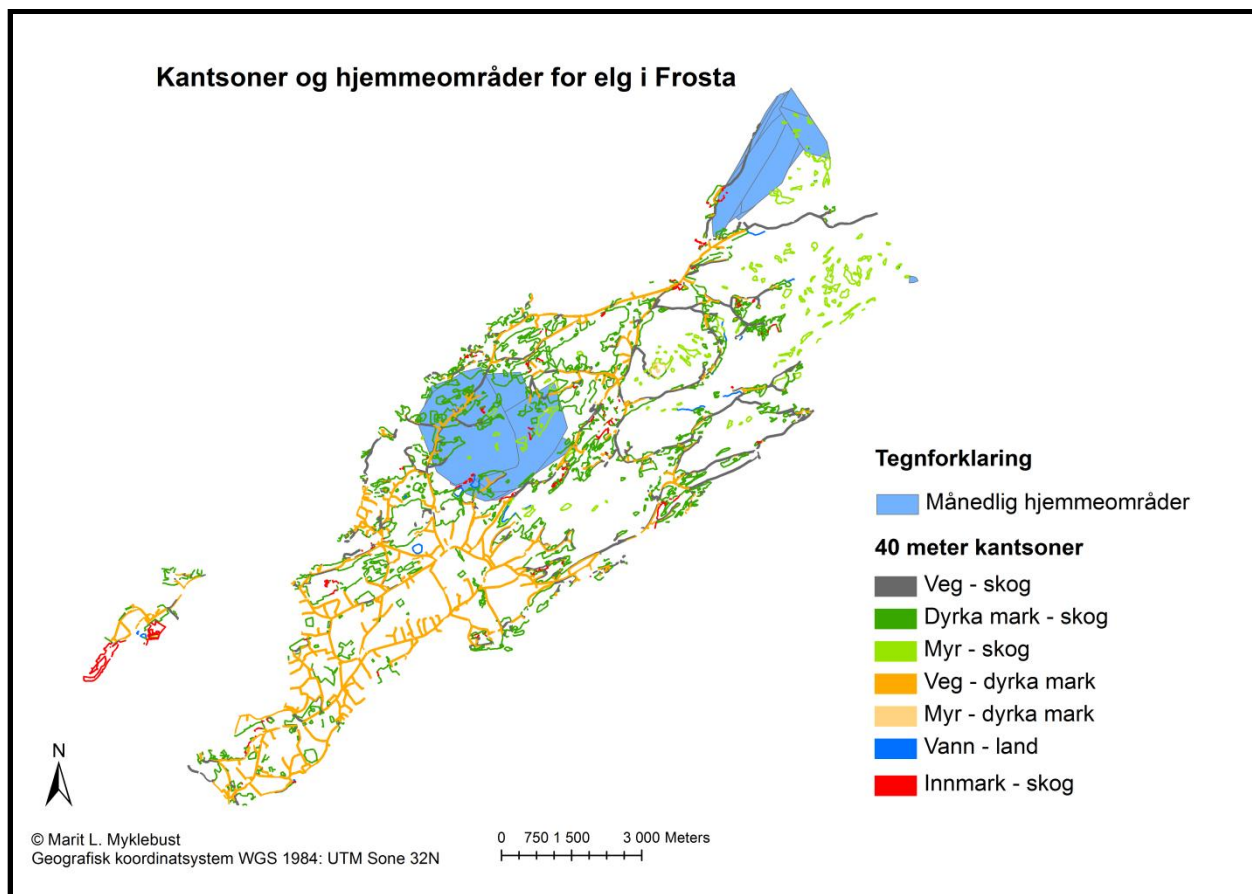 Kantsoner og hjemmeområder for elg i Frosta
Tegnforklaring
Månedlig hjemmeområder
40 meter kantsoner
Veg - skog
Dyrka mark - skog
Myr - skog
Veg - dyrka mark
Myr - dyrka mark
Vann - land
Innmark - skog
N
© Marit L. Myklebust
Geografisk koordinatsystem WGS 1984: UTM Sone 32N
0 750 1 500 3 000 Meters